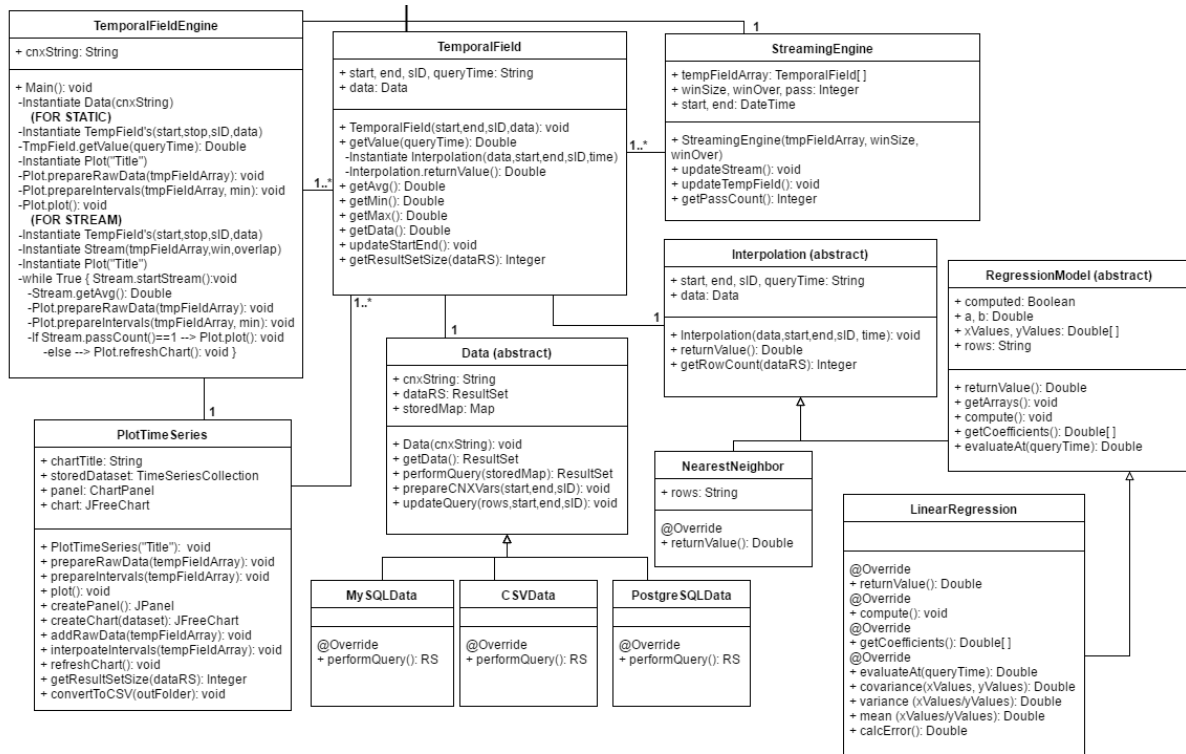 TemporalFieldEngine
+ cnxString: String
+ Main(): void
-Instantiate Data(cnxString)
(FOR STATIC)
-Instantiate TempField's(start,stop,sID,data)
-TmpField.getValue(queryTime): Double
-Instantiate Plot("Title")
-Plot.prepareRawData(tmpFieldArray): void
-Plot.prepareIntervals(tmpFieldArray, min): void
-Plot.plot(): void
(FOR STREAM)
-Instantiate TempField's(start,stop,sID,data)
-Instantiate Stream(tmpFieldArray,win,overlap)
-Instantiate Plot("Title")
-while True { Stream.startStream():void
-Stream.getAvg(): Double
-Plot.prepareRawData(tmpFieldArray): void
-Plot.prepareIntervals(tmpFieldArray, min): void
-If Stream.passCount()==1 --> Plot.plot(): void
-else --> Plot.refreshChart(): void }
1..*
TemporalField
+ start, end, sID, queryTime: String
+ data: Data
+ TemporalField(start,end,sID,data): void
+ getValue(queryTime): Double
-Instantiate Interpolation(data,start,end,sID,time)
-Interpolation.returnValue(): Double
+ getAvg(): Double
+ getMin(): Double
+ getMax(): Double
+ getData(): Double
+ updateStartEnd(): void
+ getResultSetSize(dataRS): Integer
1..*
1..*
1
1
1
StreamingEngine
+ tempFieldArray: TemporalField[ ]
+ winSize, winOver, pass: Integer
+ start, end: DateTime
+ StreamingEngine(tmpFieldArray, winSize,
winOver)
+ updateStream(): void
+ updateTempField(): void
+ getPassCount(): Integer
Interpolation (abstract)
+ start, end, sID, queryTime: String
+ data: Data
+ Interpolation(data,start,end,sID, time): void
+ returnValue(): Double
+ getRowCount(dataRS): Integer
RegressionModel (abstract)
+ computed: Boolean
+ a, b: Double
+ xValues, yValues: Double[ ]
+ rows: String
+ returnValue(): Double
+ getArrays(): void
+ compute(): void
+ getCoefficients(): Double[ ]
+ evaluateAt(queryTime): Double
Data (abstract)
+ cnxString: String
+ dataRS: ResultSet
+ storedMap: Map
+ Data(cnxString): void
+ getData(): ResultSet
+ performQuery(storedMap): ResultSet
+ prepareCNXVars(start,end,sID): void
+ updateQuery(rows,start,end,sID): void
1
PlotTimeSeries
+ chartTitle: String
+ storedDataset: TimeSeriesCollection
+ panel: ChartPanel
+ chart: JFreeChart
+ PlotTimeSeries("Title"): void
+ prepareRawData(tempFieldArray): void
+ prepareIntervals(tempFieldArray): void
+ plot(): void
+ createPanel(): JPanel
+ createChart(dataset): JFreeChart
+ addRawData(tempFieldArray): void
+ interpoateIntervals(tempFieldArray): void
+ refreshChart(): void
+ getResultSetSize(dataRS): Integer
+ convertToCSV(outFolder): void
NearestNeighbor
+ rows: String
@Override
+ returnValue(): Double
LinearRegression
@Override
+ returnValue(): Double
@Override
+ compute(): void
@Override
+ getCoefficients(): Double[ ]
@Override
+ evaluateAt(queryTime): Double
+ covariance(xValues, yValues): Double
+ variance (xValues/yValues): Double
+ mean (xValues/yValues): Double
+ calcError(): Double
MySQLData
@Override
+ performQuery(): RS
CSVData
@Override
+ performQuery(): RS
PostgreSQLData
@Override
+ performQuery(): RS